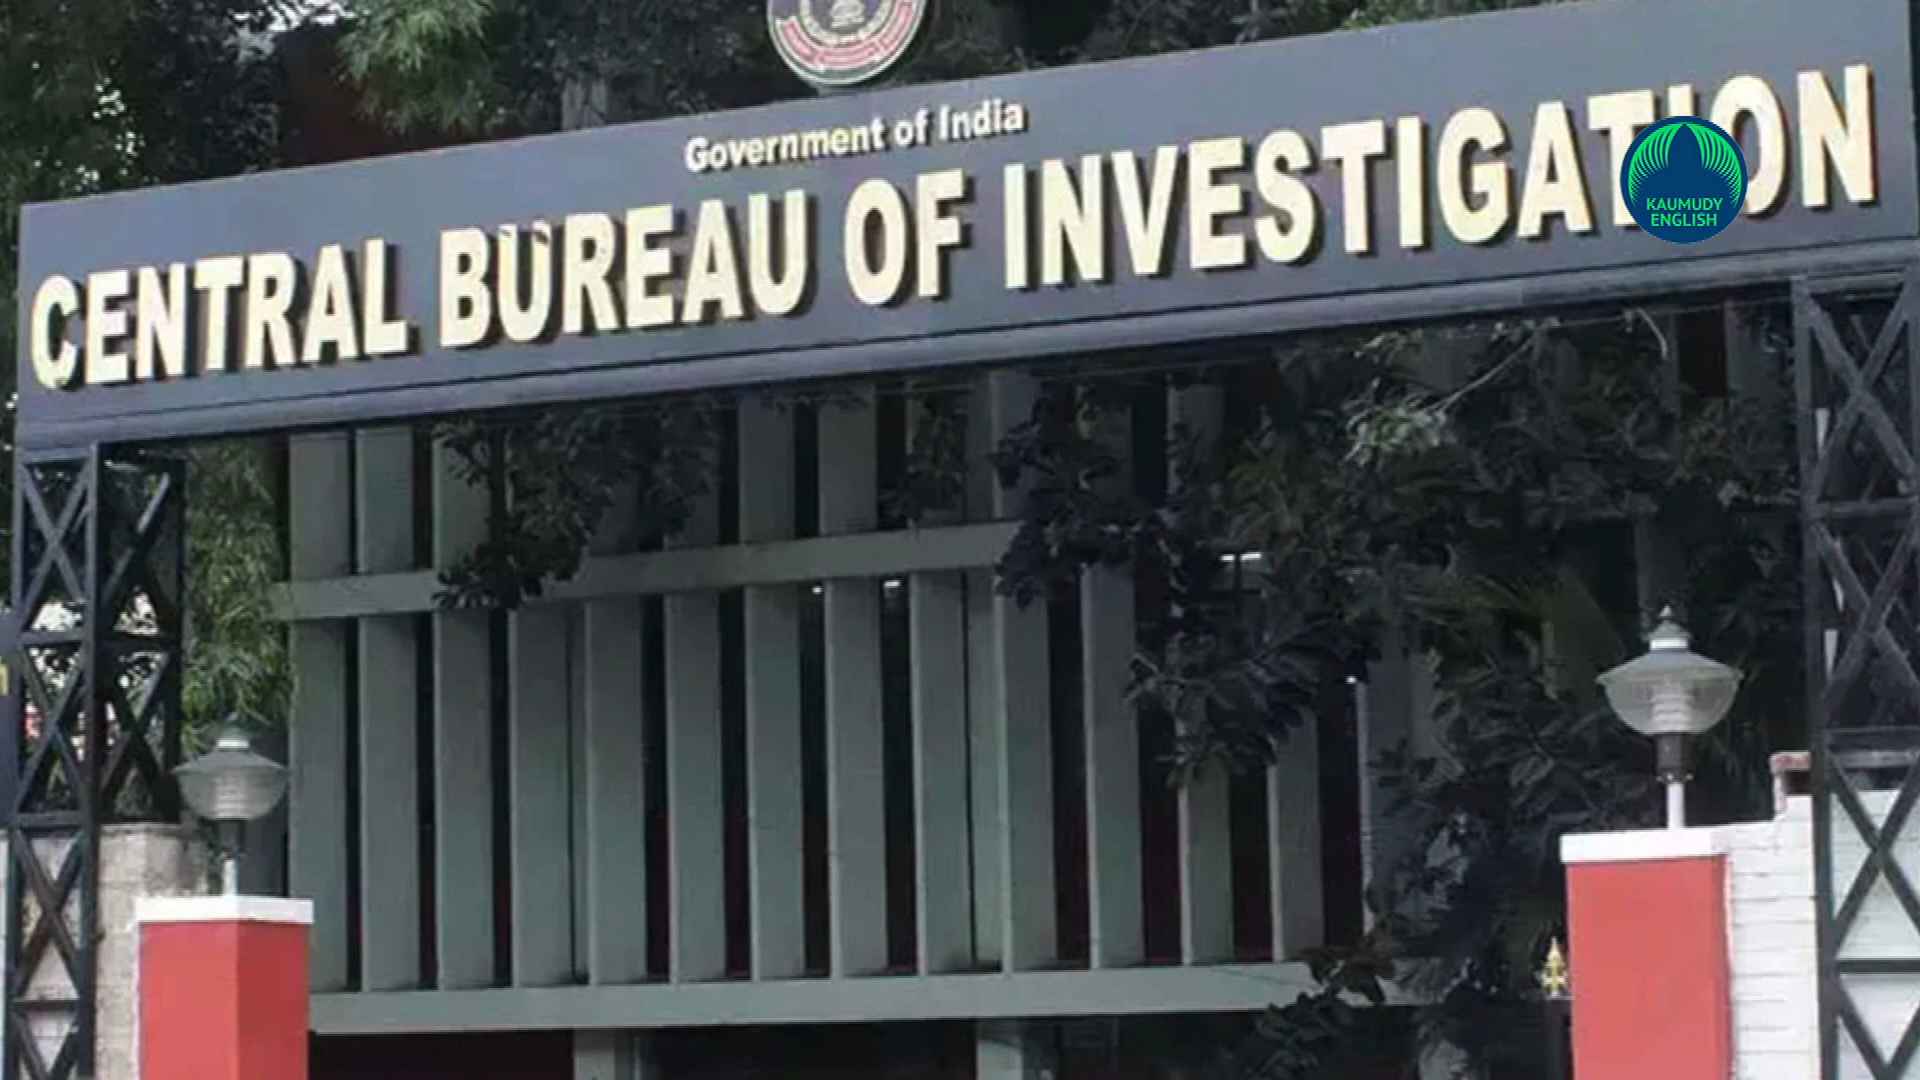 Government of India
CENTRAL BUREAU OF INVESTIGATION
KAUMUDY
ENGLISH